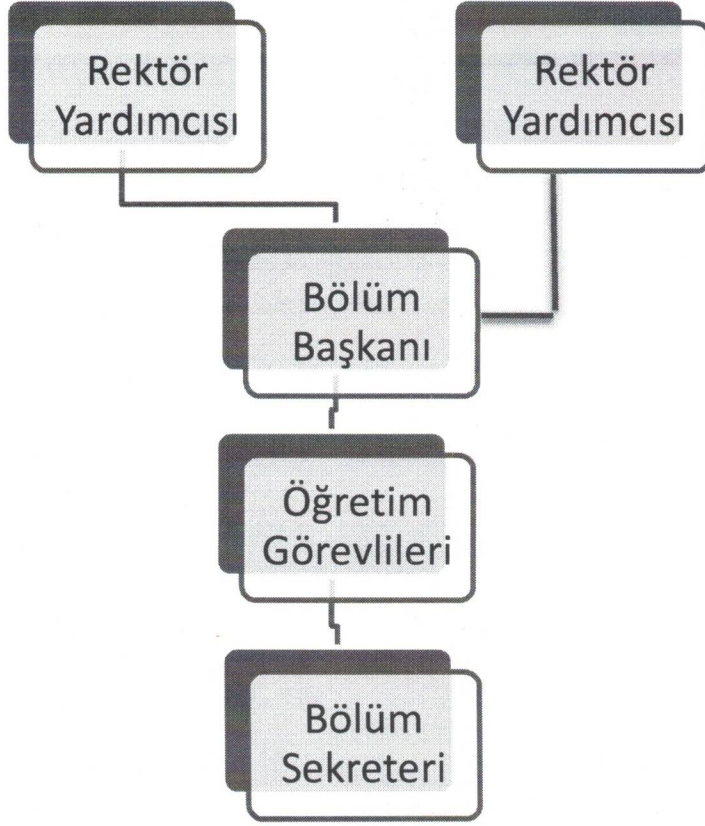 Rektör
Yardımcısı
Rektör
Yardımcısı
Bölüm
Başkanı
Öğretim
Görevlileri
Bölüm
Sekreteri